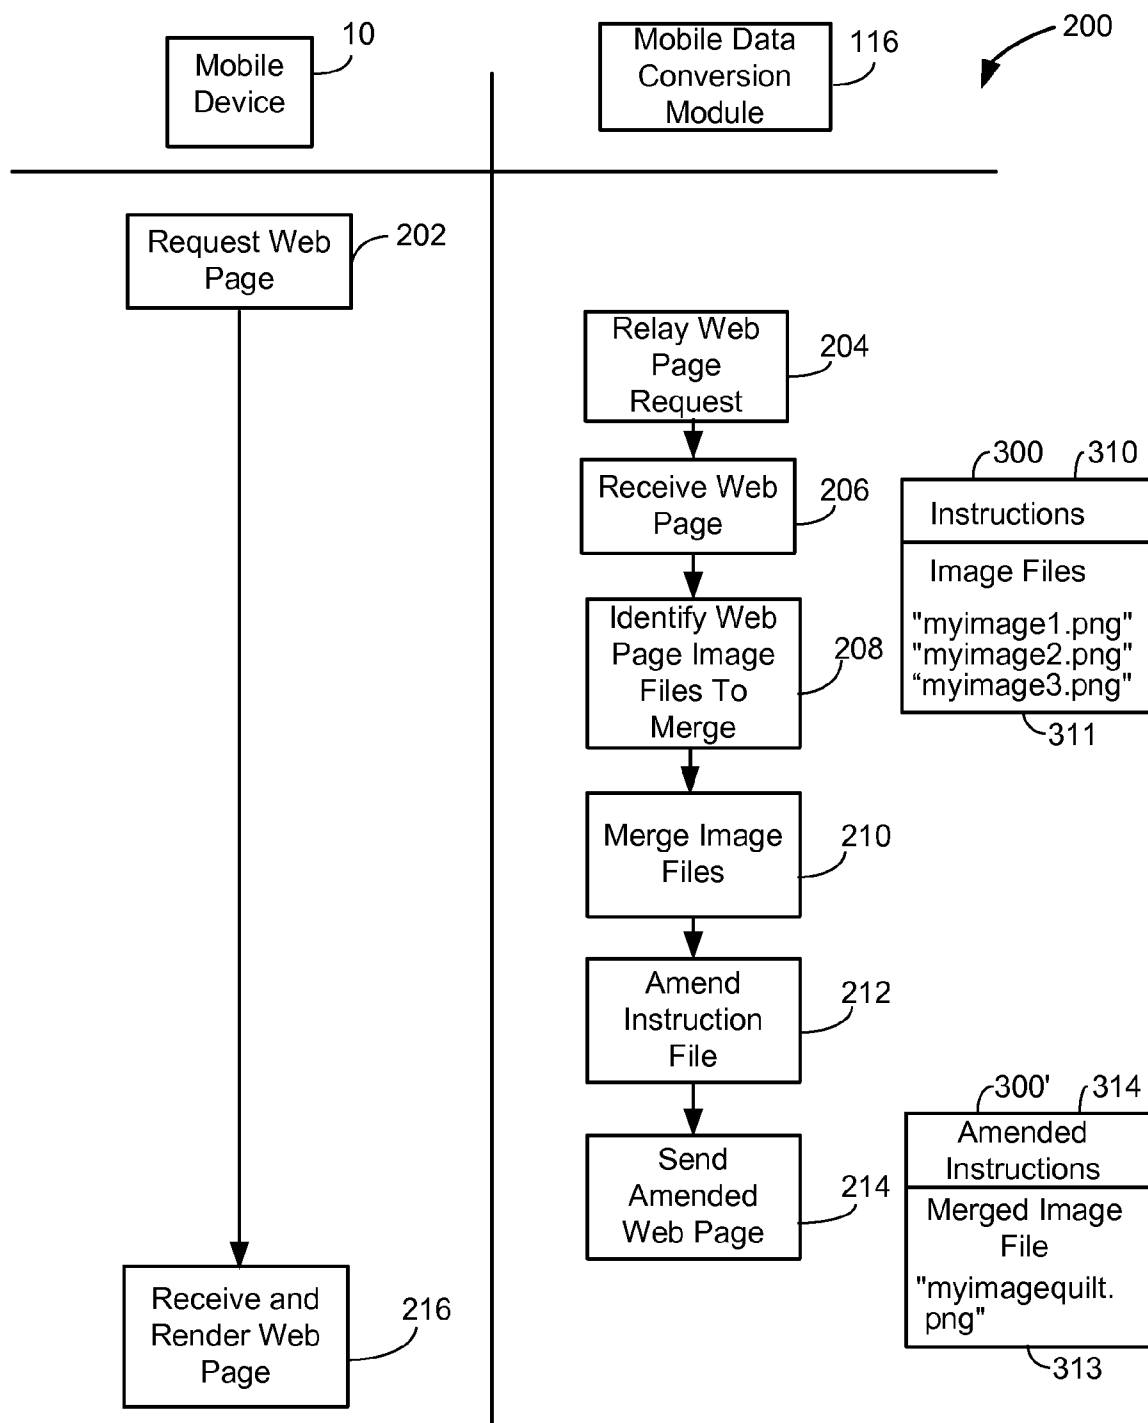 10
Mobile
Device
Mobile Data
Conversion
Module
116
200
Request Web
Page
202
Relay Web
Page
Request
204
Receive Web
Page
206
300
310
Instructions
Image Files
"myimage1.png"
"myimage2.png"
“myimage3.png"
311
Identify Web
Page Image
Files To
Merge
208
Merge Image
Files
210
Amend
Instruction
File
212
Send
Amended
Web Page
214
300'
314
Amended
Instructions
Merged Image
File
"myimagequilt.
png"
313
Receive and
Render Web
Page
216